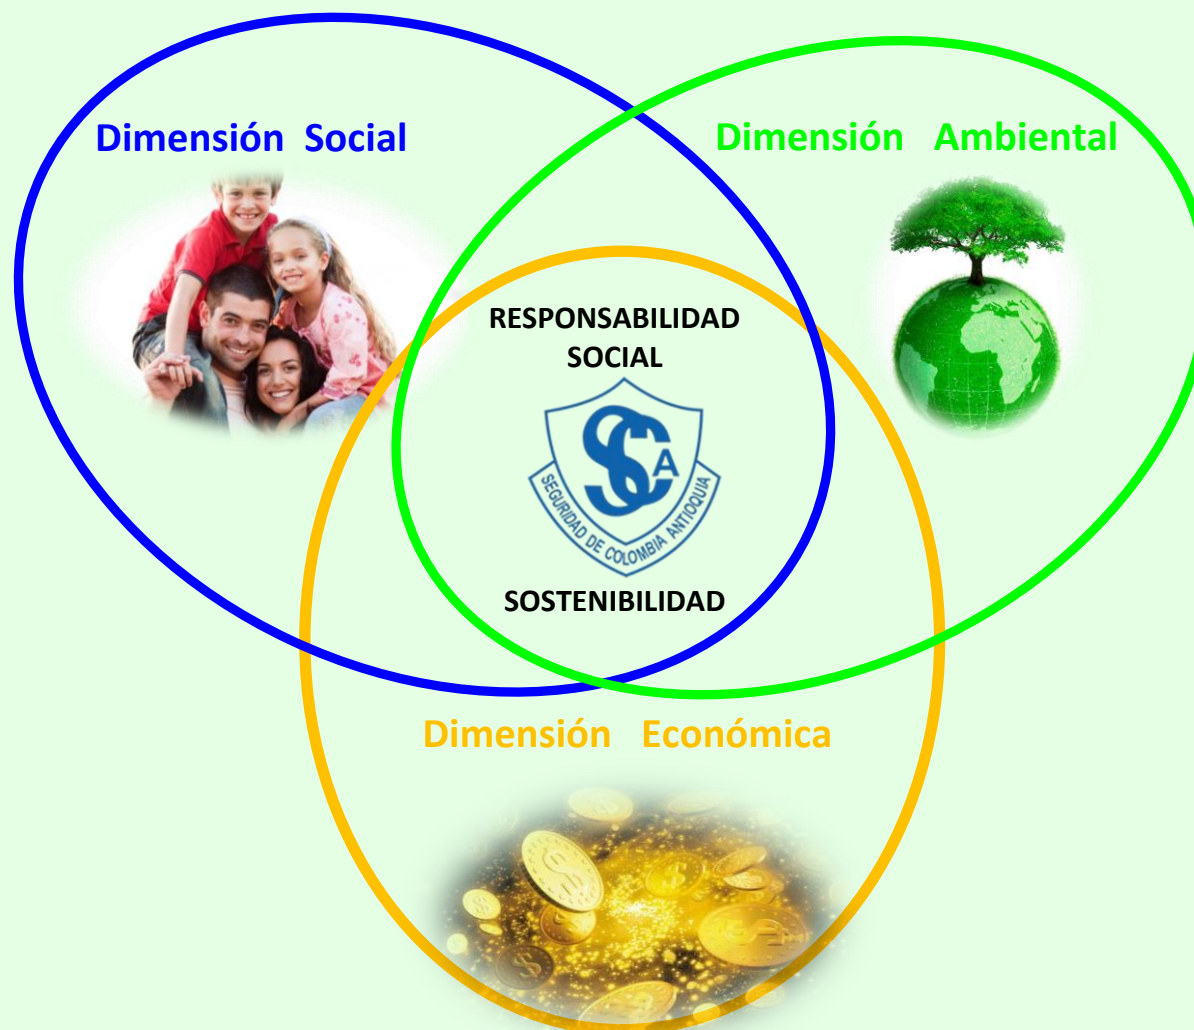 Dimensión Social
Dimensión Ambiental
RESPONSABILIDAD
SOCIAL
SCA
SEGURIDAD DE COLOMBIA ANTIOQUIA
SOSTENIBILIDAD
Dimensión Económica